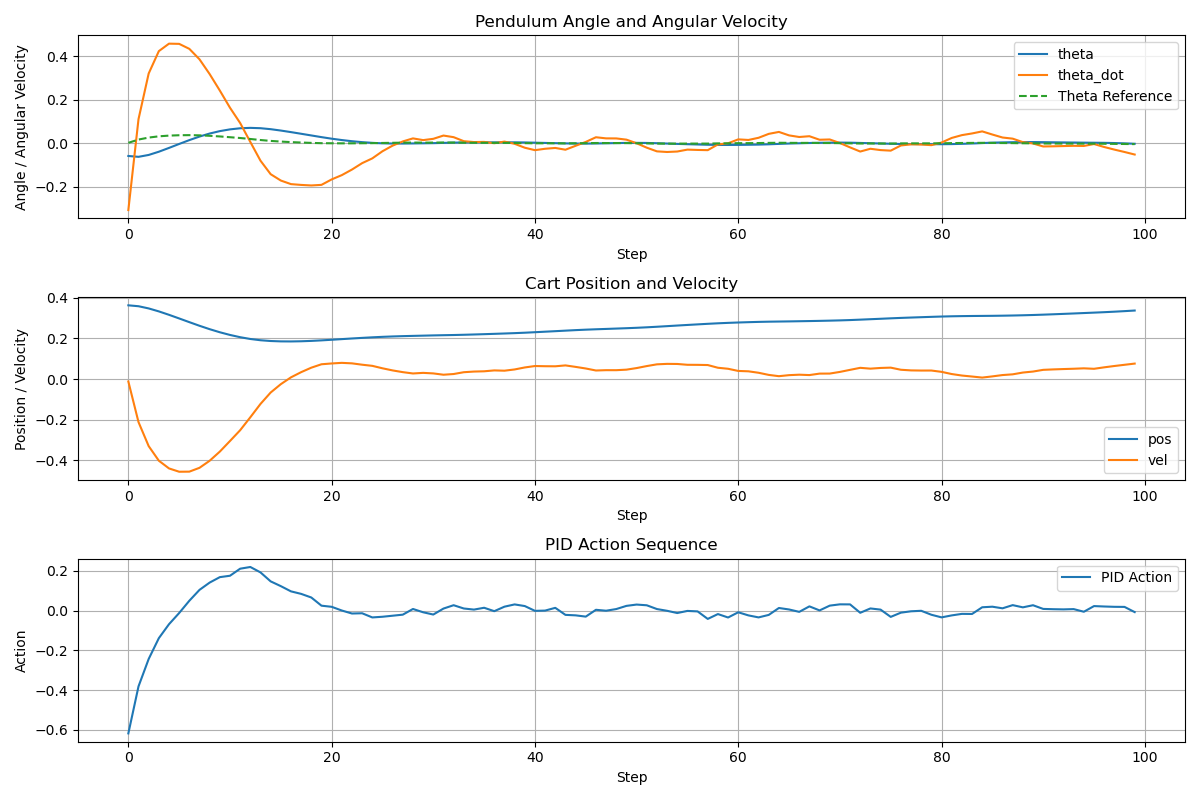 Pendulum Angle and Angular Velocity
Angle / Angular Velocity
0.4
0.2
0.0
−0.2
theta
theta_dot
Theta Reference
0 20 40 60 80 100
Step
Cart Position and Velocity
Position / Velocity
0.4
0.2
0.0
−0.2
−0.4
pos
vel
0 20 40 60 80 100
Step
PID Action Sequence
Action
0.2
0.0
−0.2
−0.4
−0.6
PID Action
0 20 40 60 80 100
Step